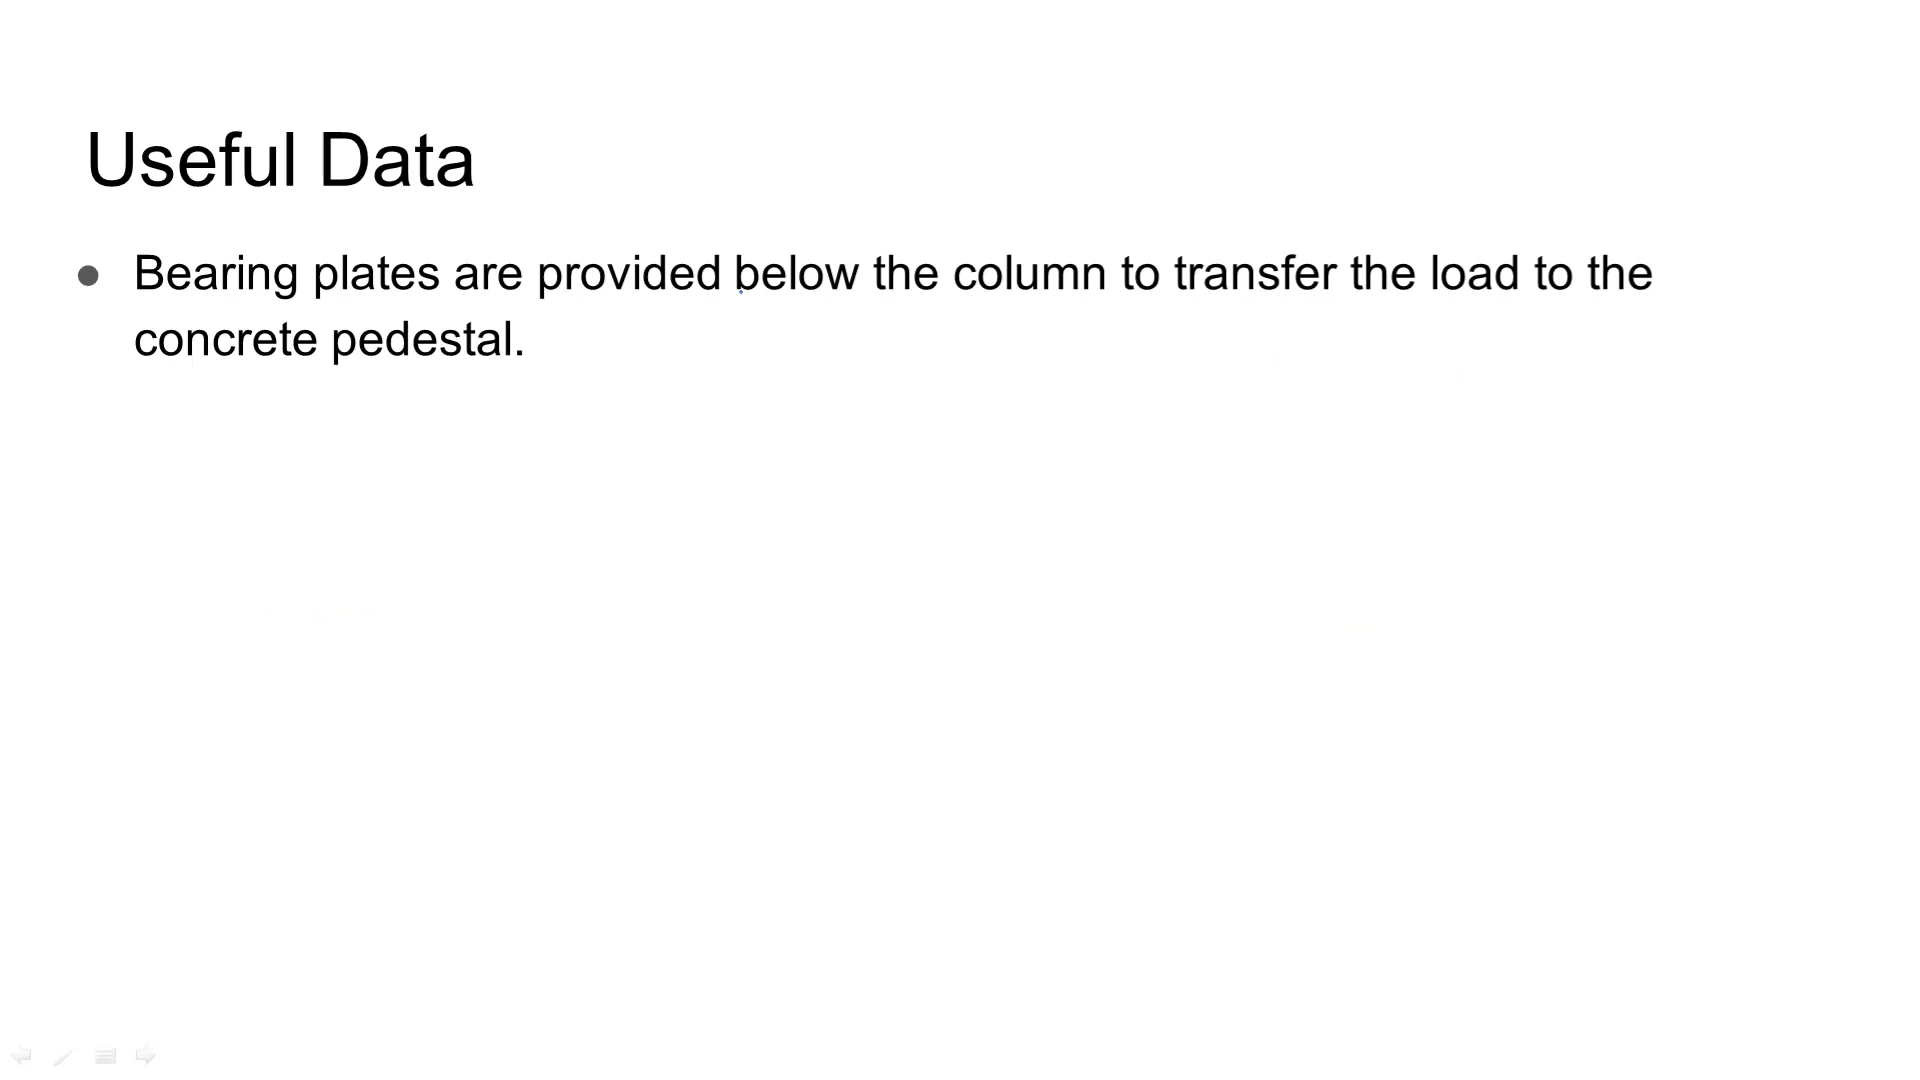 Useful Data
● Bearing plates are provided below the column to transfer the load to the
concrete pedestal.